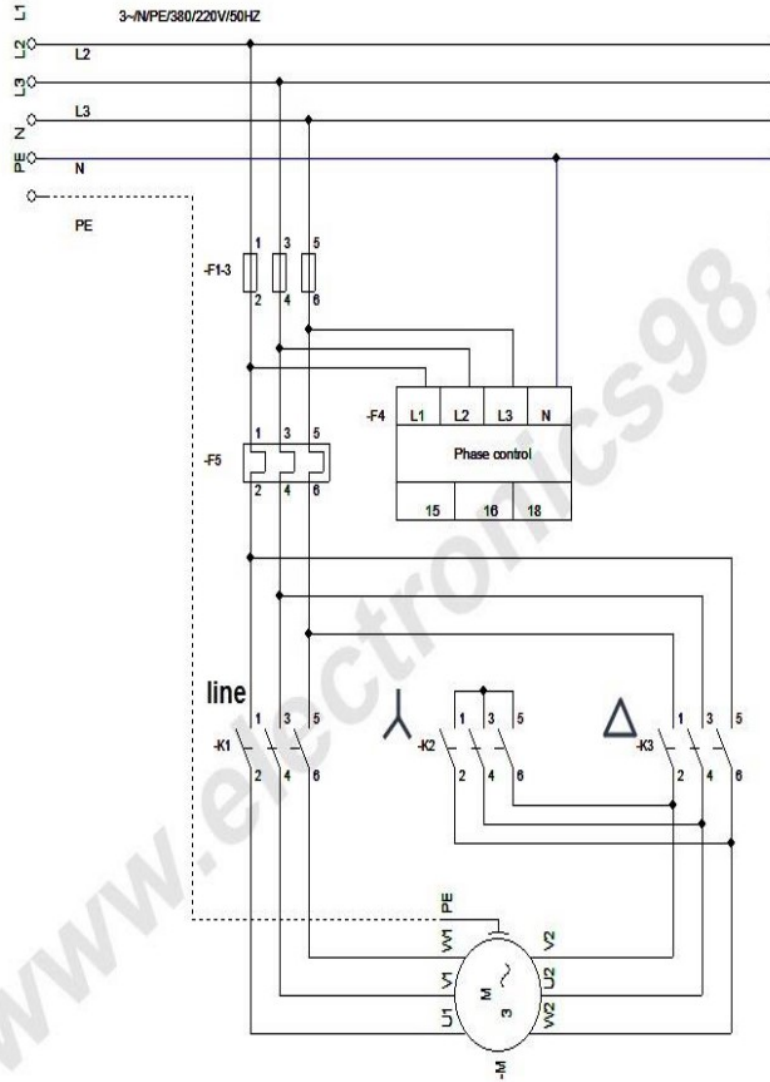 L1
3~/N/PE/380/220V/50HZ
L2
L2
L3
L3
N
N
PE
PE
1 3 5
-F1-3
2 4 6
-F4 L1 L2 L3 N
Phase control
15 16 18
1 3 5
-F5
2 4 6
line
1 3 5
-K1
2 4 6
1 3 5
-K2
2 4 6
1 3 5
-K3
2 4 6
PE
W1 V2
V1 U2
U1 W2
M
3
-M
www.electronics98.